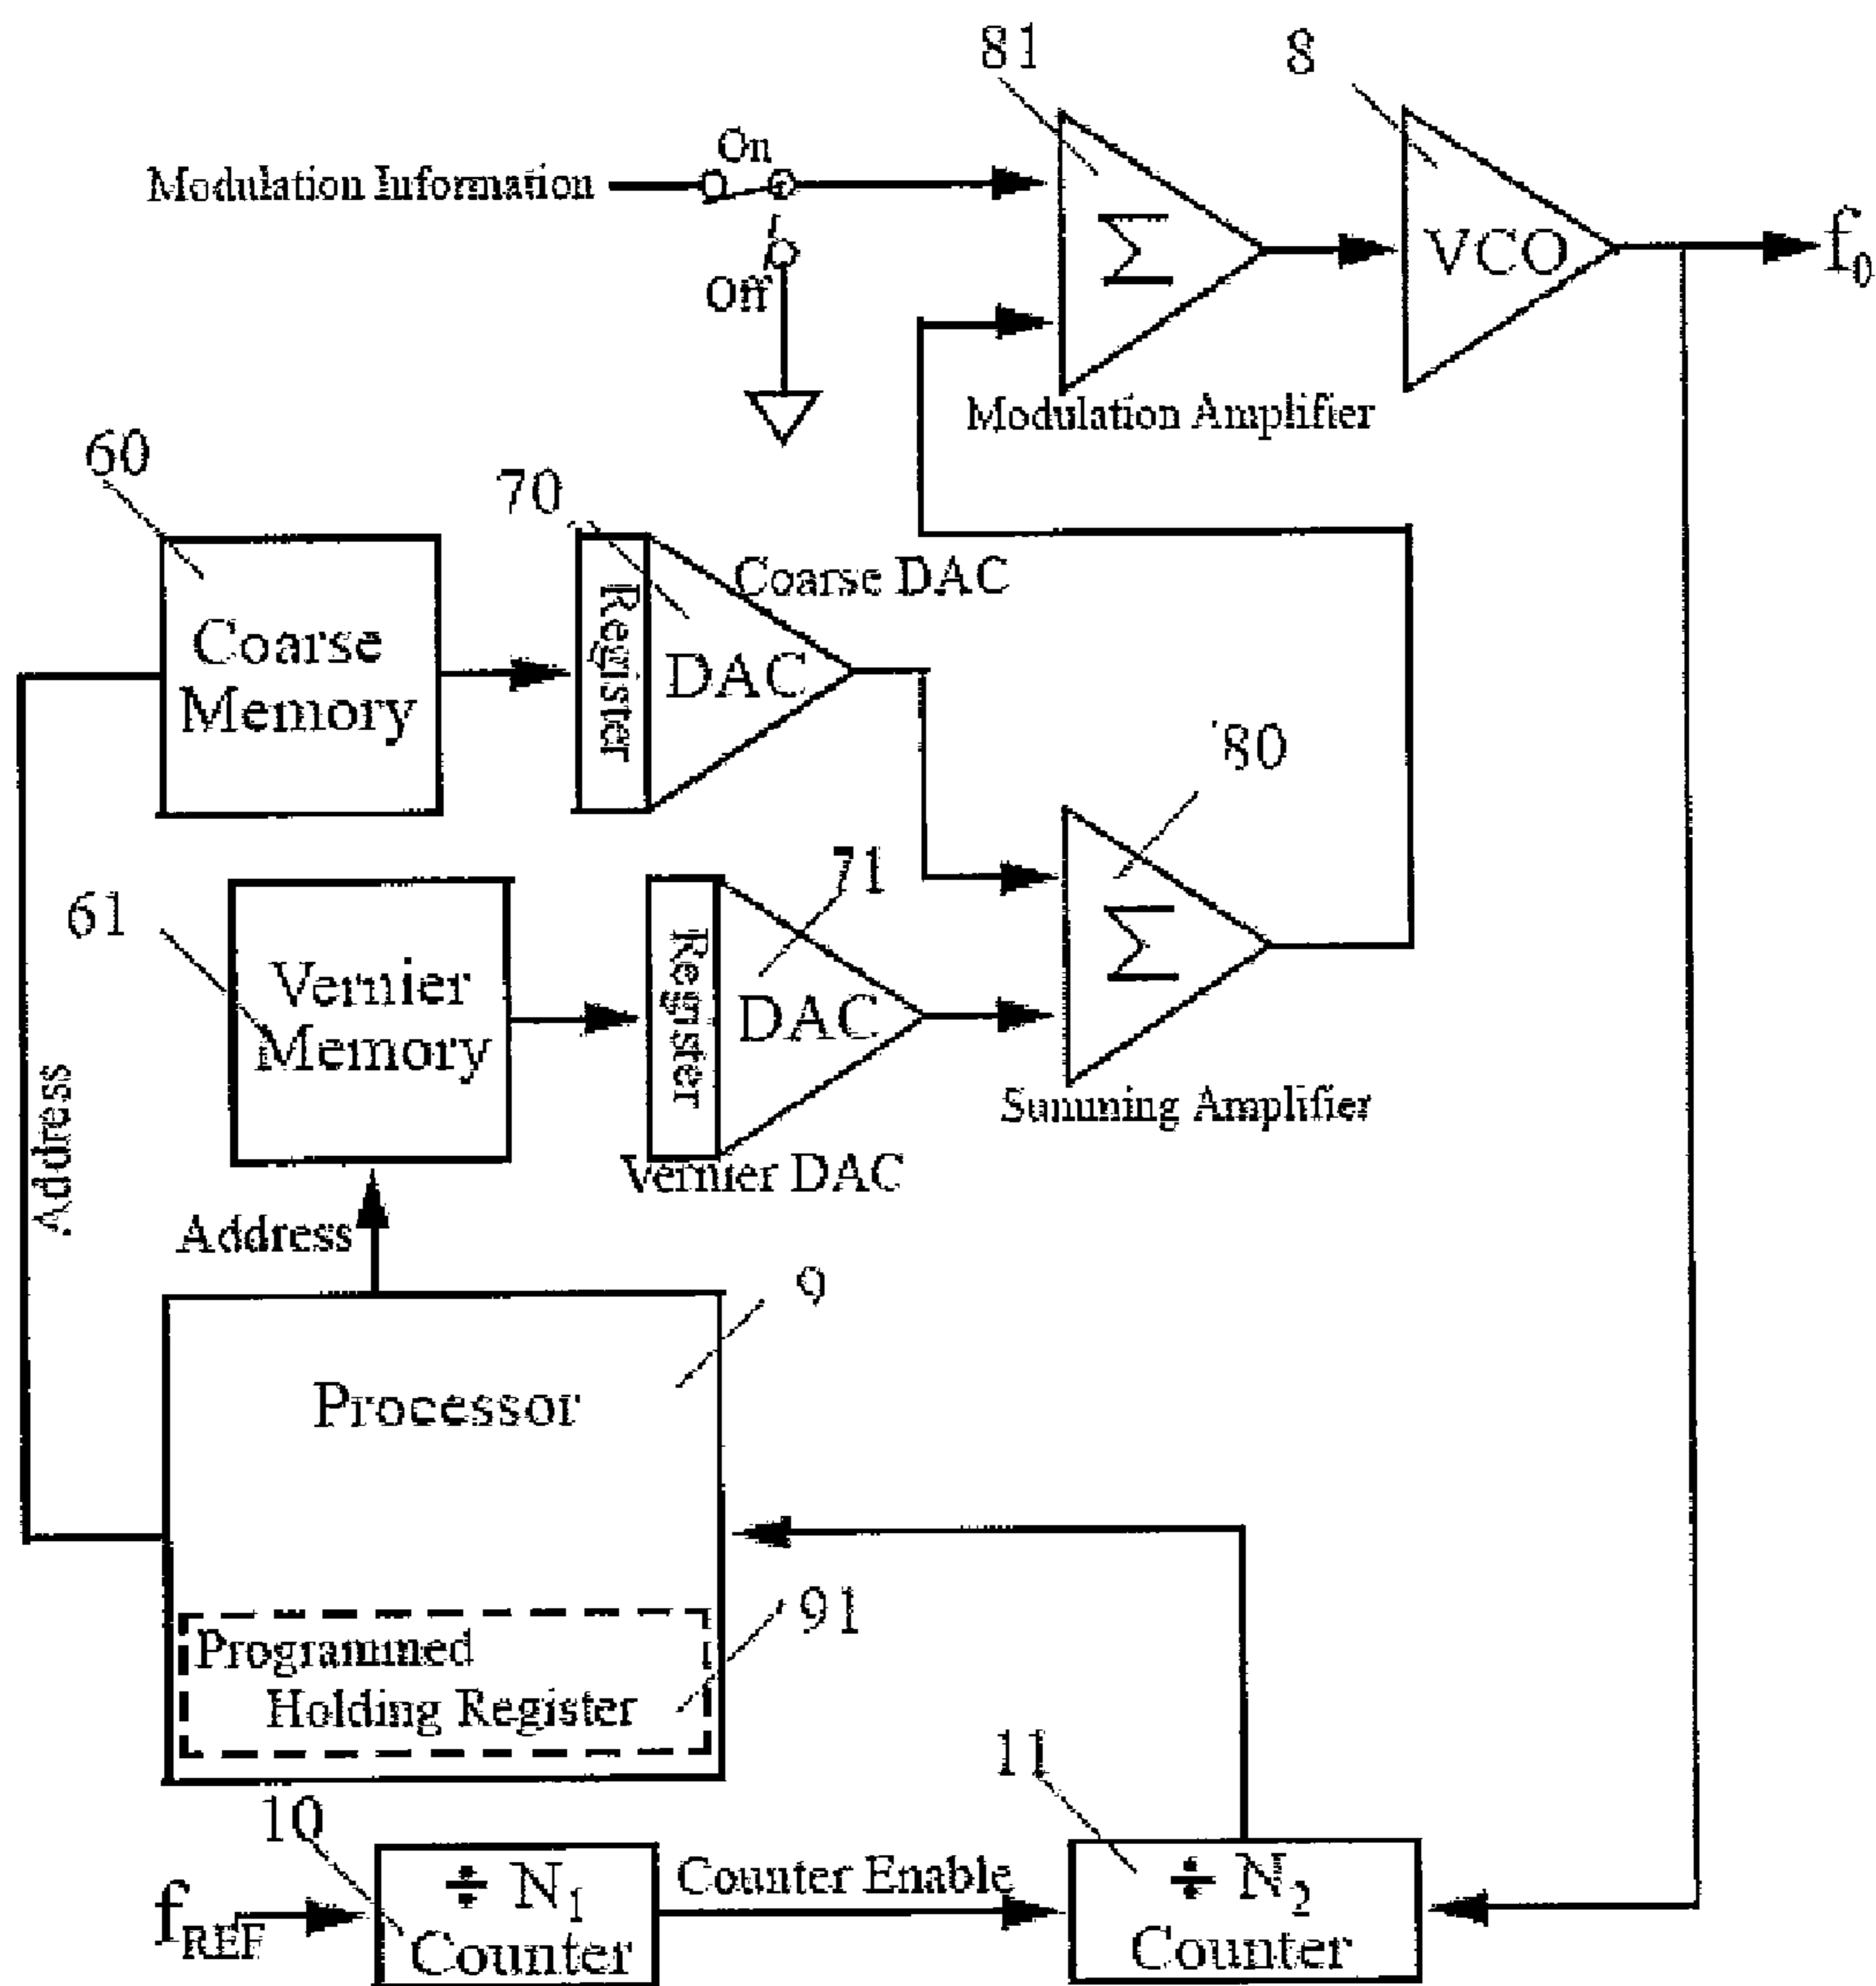 81
8
On
Modulation Information
Σ
VCO
f₀
Off
Modulation Amplifier
60
70
Coarse DAC
Coarse
Memory
Register
DAC
80
61
71
Vernier
Memory
Register
DAC
Σ
Summing Amplifier
Vernier DAC
Address
Address
9
Processor
91
Programmed
Holding Register
10
11
÷ N₁
Counter
Counter Enable
÷ N₂
Counter
f_REF